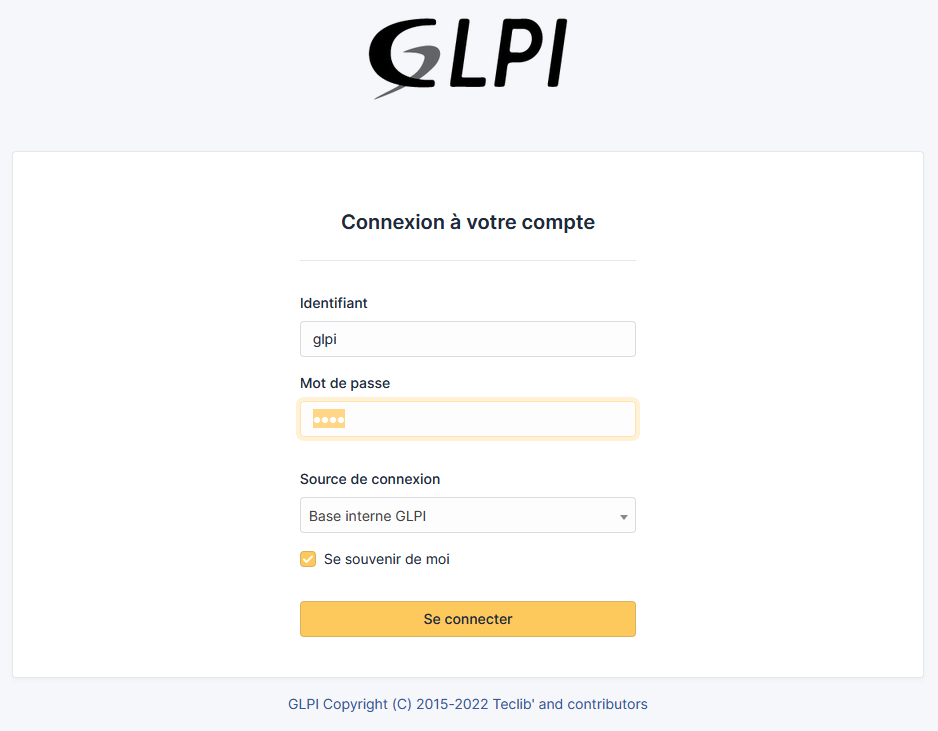 GLPI
Connexion à votre compte
Identifiant
glpi
Mot de passe
••••
Source de connexion
Base interne GLPI
Se souvenir de moi
Se connecter
GLPI Copyright (C) 2015-2022 Teclib' and contributors